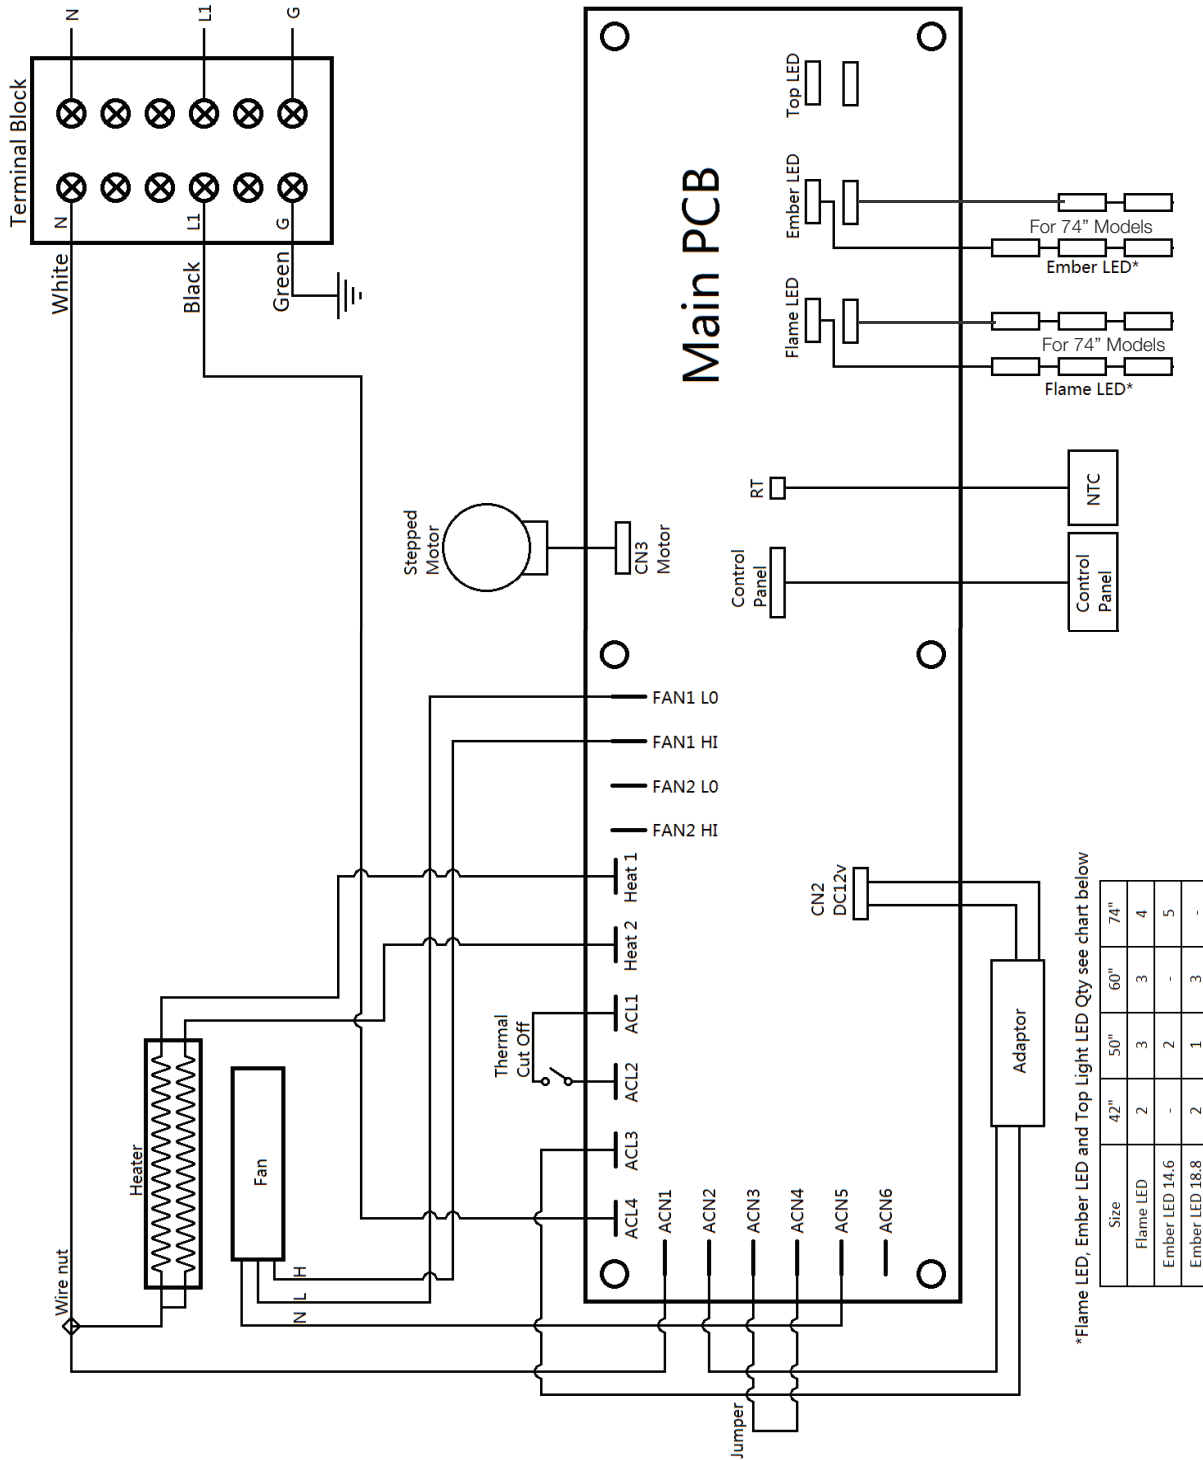 Terminal Block
N
L1
G
N
L1
G
White
Black
Green
Wire nut
Heater
Fan
N
L
H
Stepped
Motor
CN3
Motor
Main PCB
Top LED
Ember LED
Flame LED
For 74” Models
Ember LED*
For 74” Models
Flame LED*
RT
NTC
Control
Panel
Control
Panel
FAN1 L0
FAN1 HI
FAN2 L0
FAN2 HI
Heat 1
Heat 2
Thermal
Cut Off
ACL1
ACL2
ACL3
ACL4
ACN1
ACN2
ACN3
ACN4
ACN5
ACN6
Jumper
CN2
DC12v
Adaptor
*Flame LED, Ember LED and Top Light LED Qty see chart below
Size 42" 50" 60" 74"
Flame LED 2 3 3 4
Ember LED 14.6 - 2 - 5
Ember LED 18.8 2 1 3 -